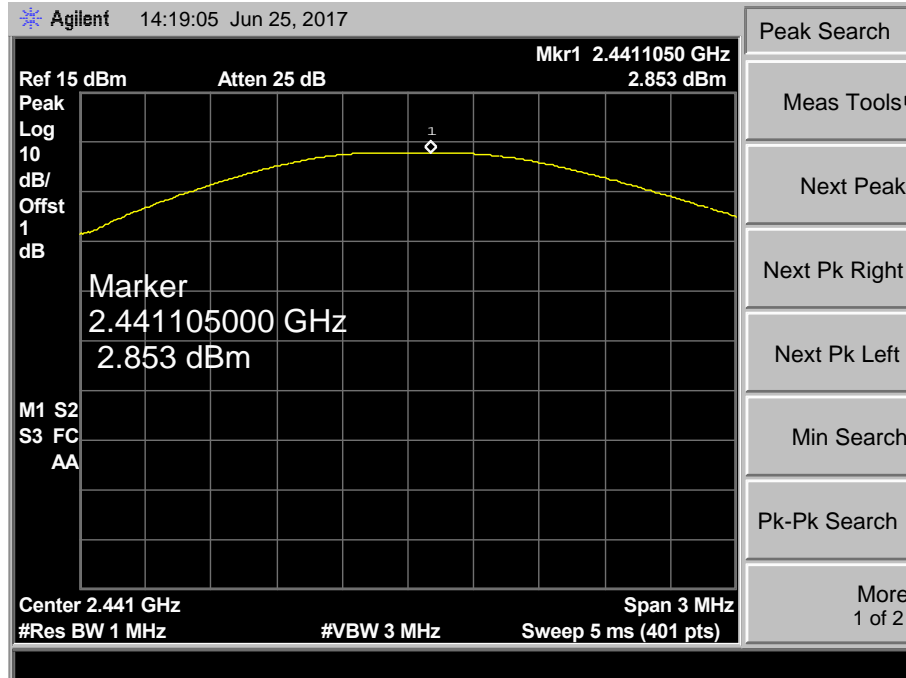 Agilent 14:19:05 Jun 25, 2017
Peak Search
Mkr1 2.4411050 GHz
Ref 15 dBm Atten 25 dB 2.853 dBm
Peak
Log
10
dB/
Offst
1
dB
1
Marker
2.441105000 GHz
2.853 dBm
M1 S2
S3 FC
AA
Center 2.441 GHz Span 3 MHz
#Res BW 1 MHz #VBW 3 MHz Sweep 5 ms (401 pts)
Meas Tools
Next Peak
Next Pk Right
Next Pk Left
Min Search
Pk-Pk Search
More
1 of 2